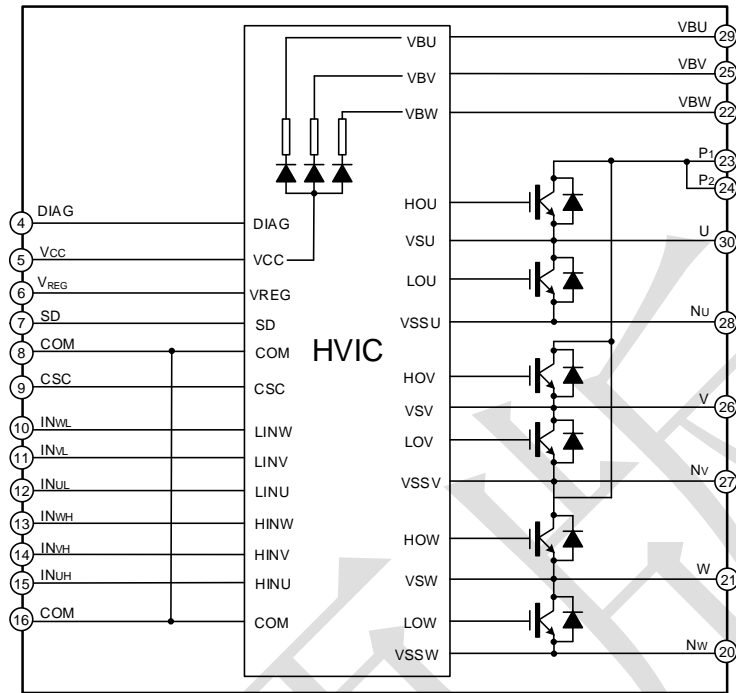 VBU
VBV
VBW
DIAG
VCC
VREG
SD
COM
CSC
LINW
LINV
LINU
HINW
HINV
HINU
COM
HVIC
HOU
VSU
LOU
VSSU
HOV
VSV
LOV
VSSV
HOW
VSW
LOW
VSSW
4 DIAG
5 VCC
6 VREG
7 SD
8 COM
9 CSC
10 INWL
11 INVL
12 INUL
13 INWH
14 INVH
15 INUH
16 COM
VBU 29
VBV 25
VBW 22
P1 23
P2 24
U 30
NU 28
V 26
NV 27
W 21
NW 20